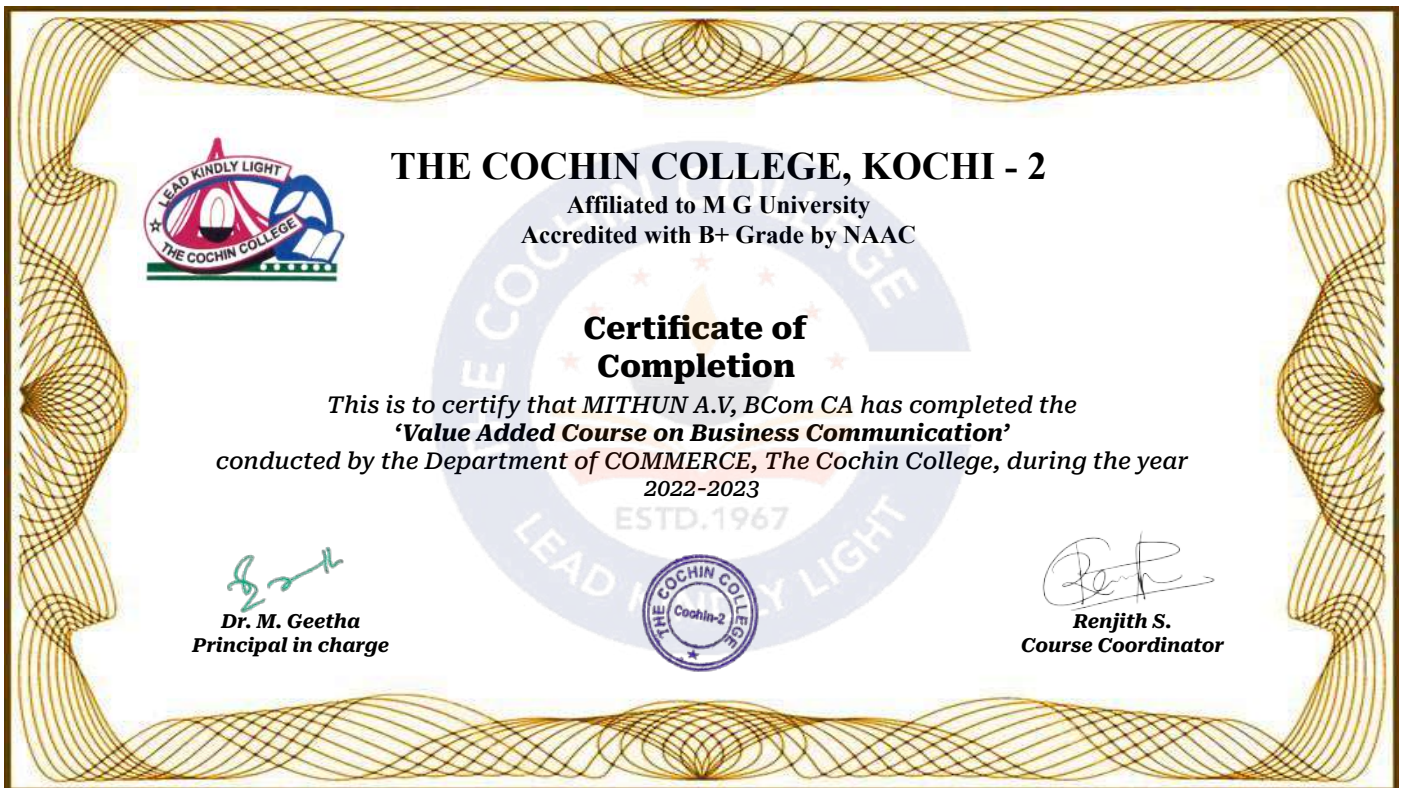 LEAD KINDLY LIGHT
THE COCHIN COLLEGE
THE COCHIN COLLEGE, KOCHI - 2
Affiliated to M G University
Accredited with B+ Grade by NAAC
THE COCHIN COLLEGE
Certificate of
Completion
This is to certify that MITHUN A.V, BCom CA has completed the
‘Value Added Course on Business Communication’
conducted by the Department of COMMERCE, The Cochin College, during the year
2022-2023
ESTD.1967
LEAD KINDLY LIGHT
Dr. M. Geetha
Principal in charge
THE COCHIN COLLEGE
Cochin-2
Renjith S.
Course Coordinator